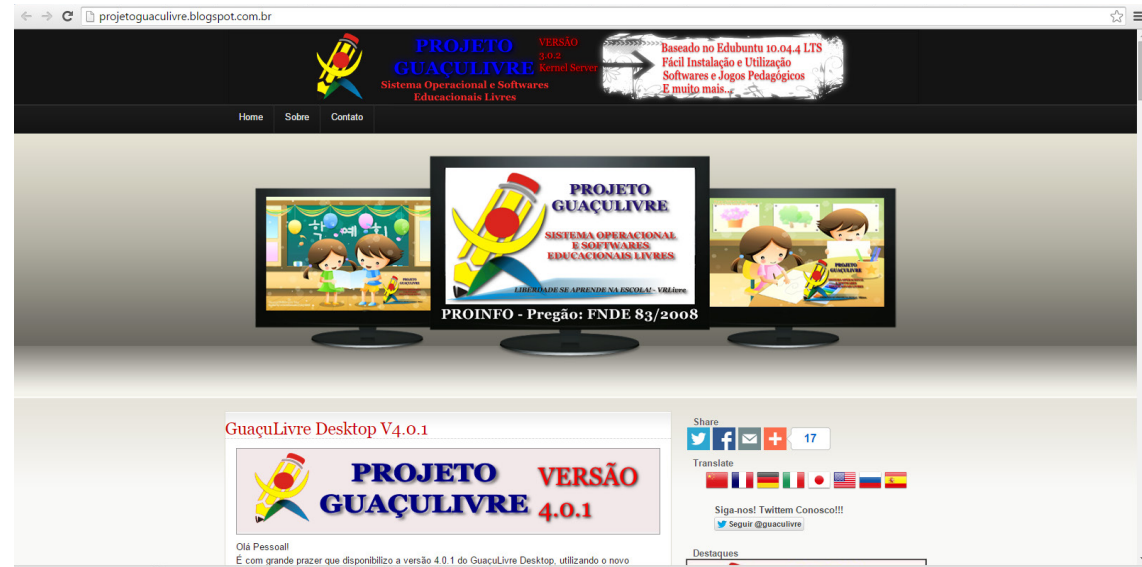 projetoguaculivre.blogspot.com.br
PROJETO
GUAÇULIVRE
Sistema Operacional e Softwares
Educacionais Livres
VERSÃO
3.0.2
Kernel Server
Baseado no Edubuntu 10.04.4 LTS
Fácil Instalação e Utilização
Softwares e Jogos Pedagógicos
E muito mais...
Home Sobre Contato
PROJETO
GUAÇULIVRE
SISTEMA OPERACIONAL
E SOFTWARES
EDUCACIONAIS LIVRES
LIBERDADE SE APRENDE NA ESCOLA! - VRLivre
PROINFO - Pregão: FNDE 83/2008
PROJETO
GUAÇULIVRE
GuaçuLivre Desktop V4.0.1
PROJETO
GUAÇULIVRE
VERSÃO
4.0.1
Olá Pessoal!
É com grande prazer que disponibilizo a versão 4.0.1 do GuaçuLivre Desktop, utilizando o novo
Share
17
Translate
Siga-nos! Twittem Conosco!!!
Seguir @guaculivre
Destaques